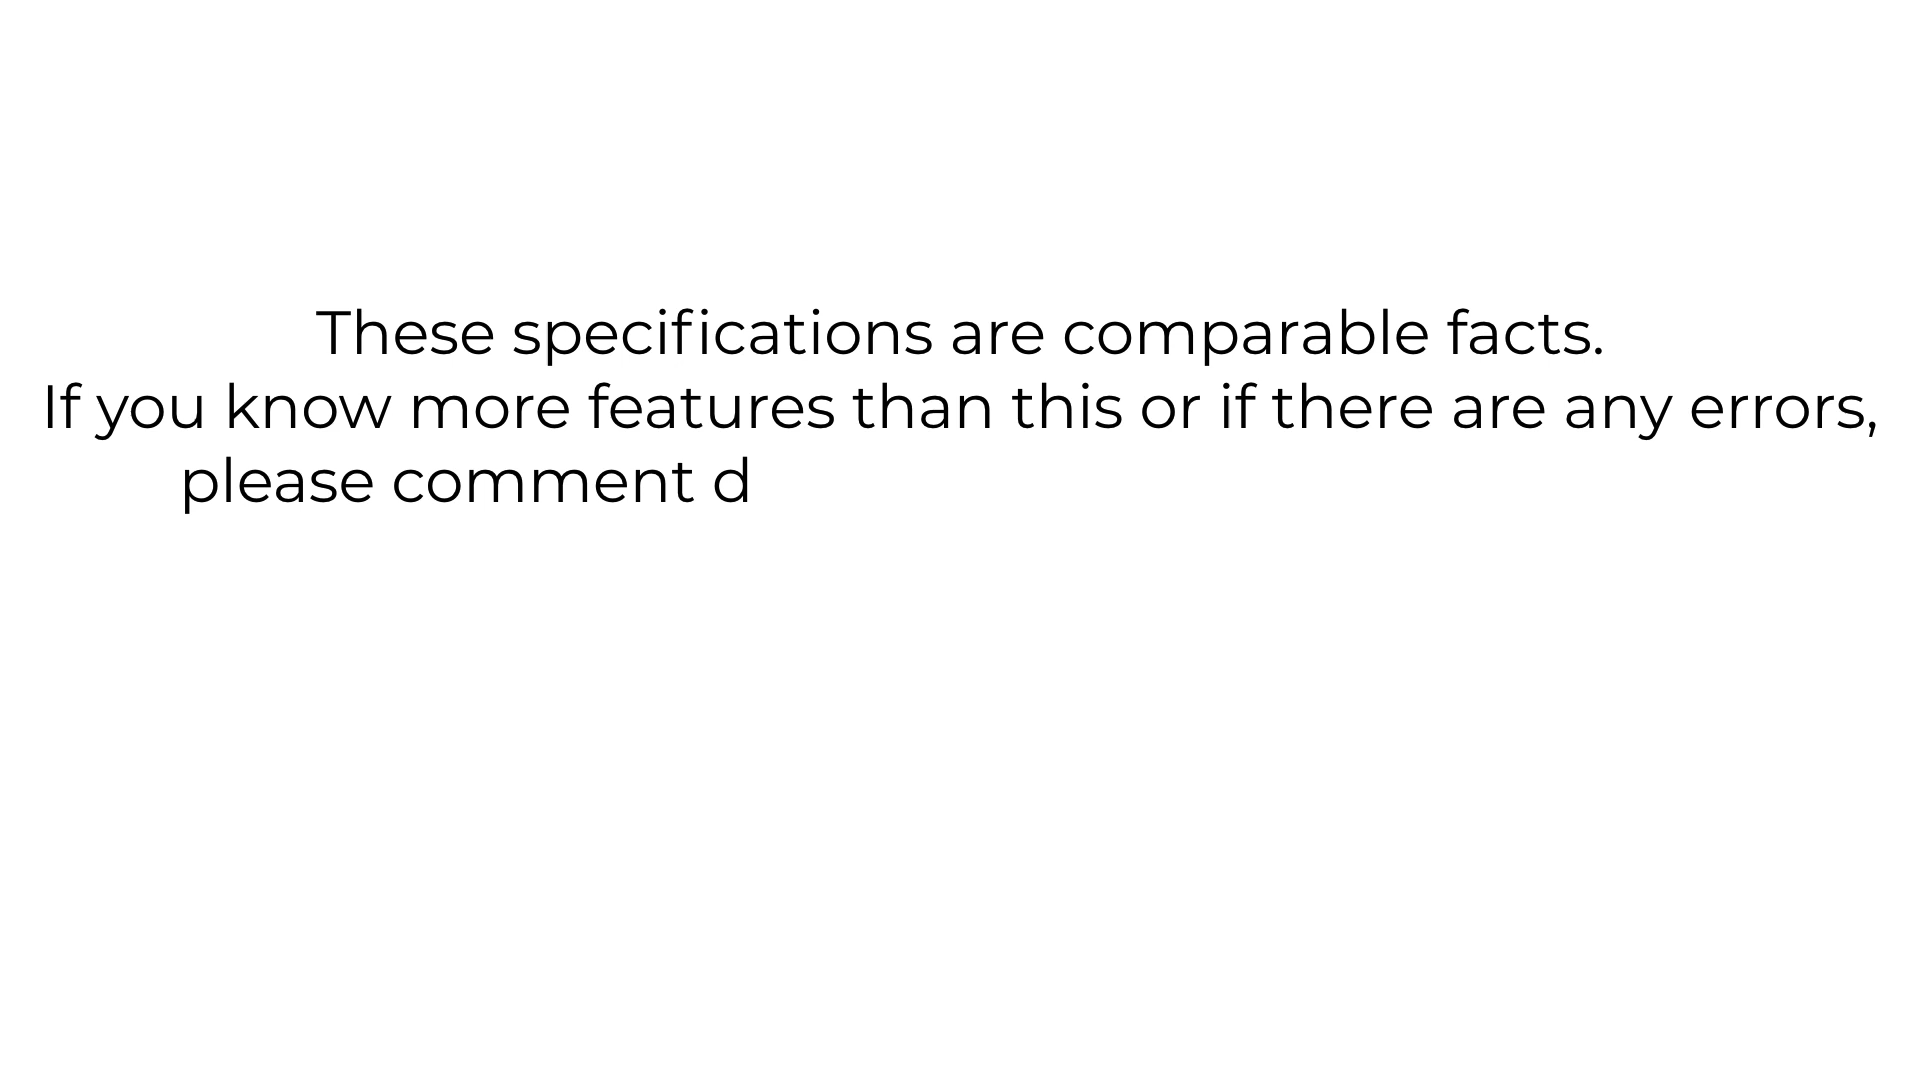 These specifications are comparable facts.
If you know more features than this or if there are any errors,
please comment d